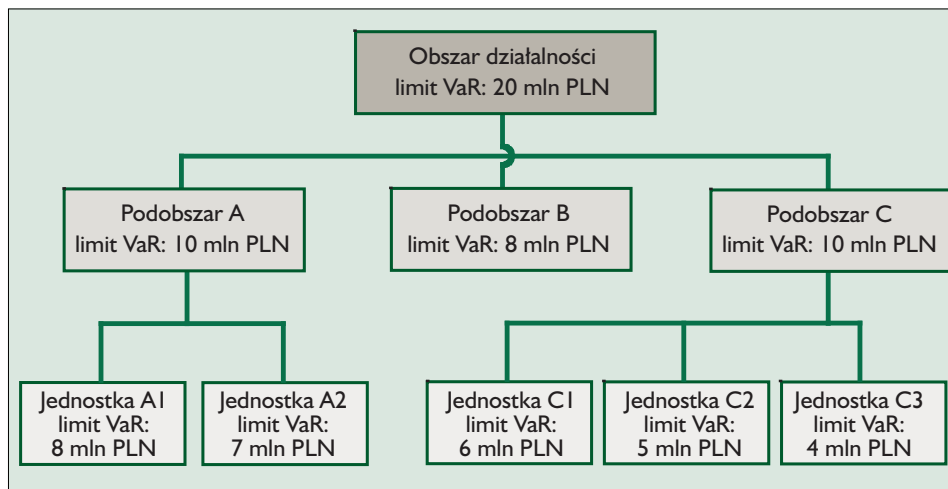 Obszar działalności
limit VaR: 20 mln PLN
Podobszar A
limit VaR: 10 mln PLN
Podobszar B
limit VaR: 8 mln PLN
Podobszar C
limit VaR: 10 mln PLN
Jednostka A1
limit VaR:
8 mln PLN
Jednostka A2
limit VaR:
7 mln PLN
Jednostka C1
limit VaR:
6 mln PLN
Jednostka C2
limit VaR:
5 mln PLN
Jednostka C3
limit VaR:
4 mln PLN